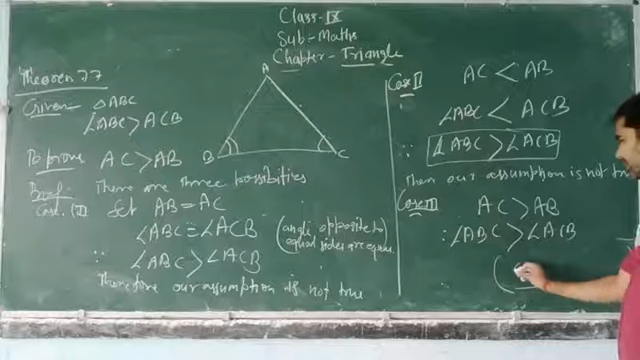 Class-IX
Sub-Maths
Chapter-Triangle
Theorem 7.7
Given- △ABC
∠ABC > ACB
To prove AC > AB
Proof- There are three possibities
Case. (I) Let AB = AC
∠ABC = ∠ACB (angle opposite to equal sides are equal)
∵ ∠ABC > ∠ACB
Therefore our assumption is not true
A
B
C
Case II
AC < AB
∠ABC < ACB
∵ ∠ABC > ∠ACB
Then our assumption is not true
Case III
AC > AB
∴ ∠ABC > ∠ACB